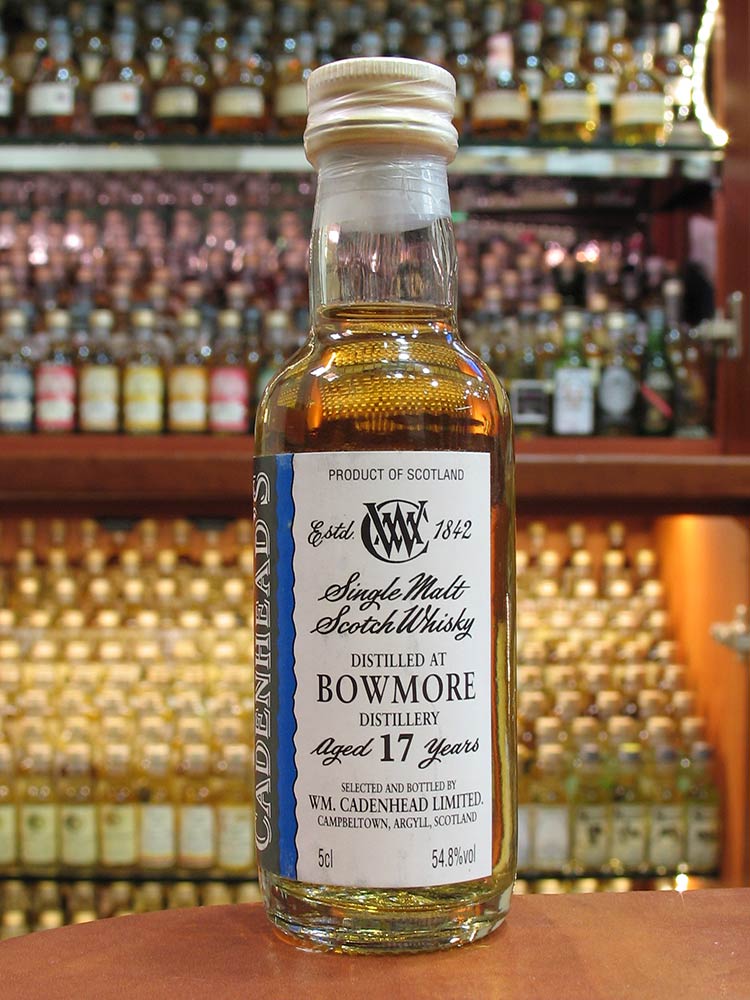 CADENHEAD'S
PRODUCT OF SCOTLAND
Estd. WMC 1842
Single Malt
Scotch Whisky
DISTILLED AT
BOWMORE
DISTILLERY
Aged 17 Years
SELECTED AND BOTTLED BY
WM. CADENHEAD LIMITED.
CAMPBELTOWN, ARGYLL, SCOTLAND
5cl 54.8%vol